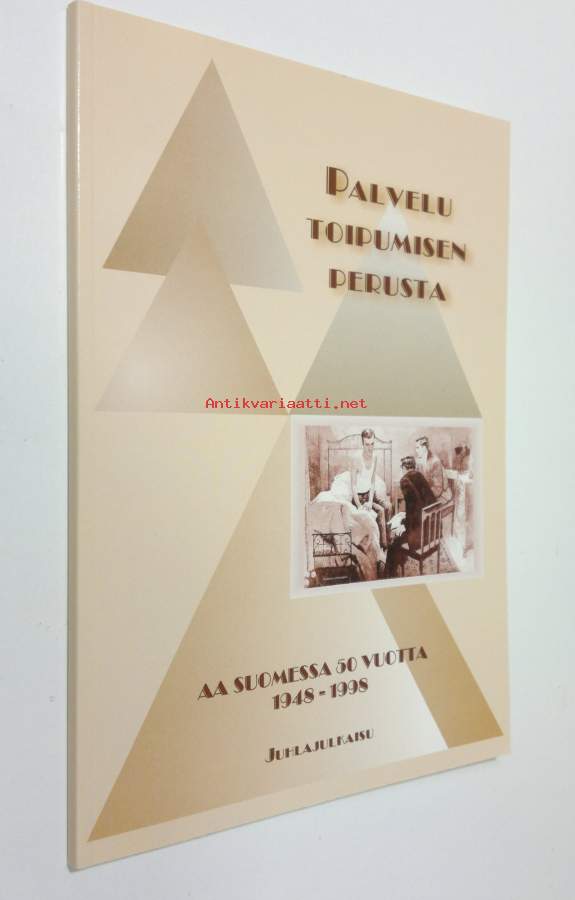 PALVELU
TOIPUMISEN
PERUSTA
Antikvariaatti.net
AA SUOMESSA 50 VUOTTA
1948 - 1998
JUHLAJULKAISU